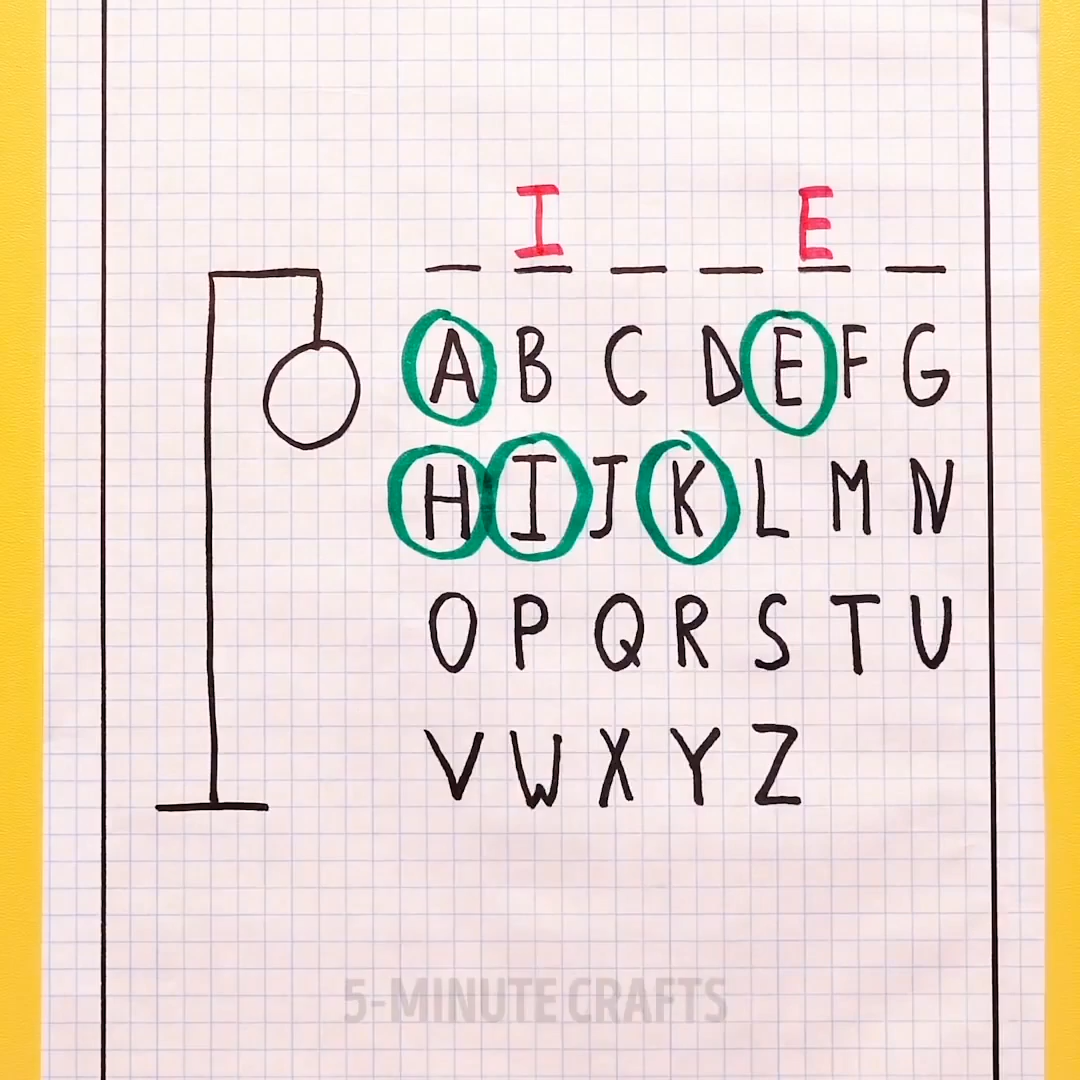 _ I _ _ E _
A B C D E F G
H I J K L M N
O P Q R S T U
V W X Y Z
5-MINUTE CRAFTS